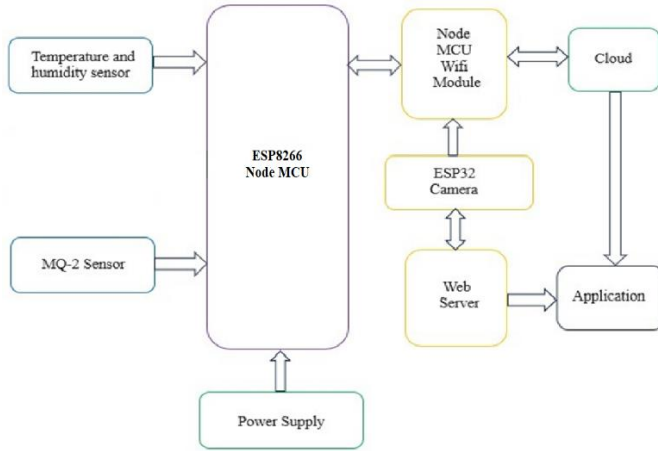 Temperature and
humidity sensor
ESP8266
Node MCU
Node
MCU
Wifi
Module
Cloud
ESP32
Camera
MQ-2 Sensor
Web
Server
Application
Power Supply